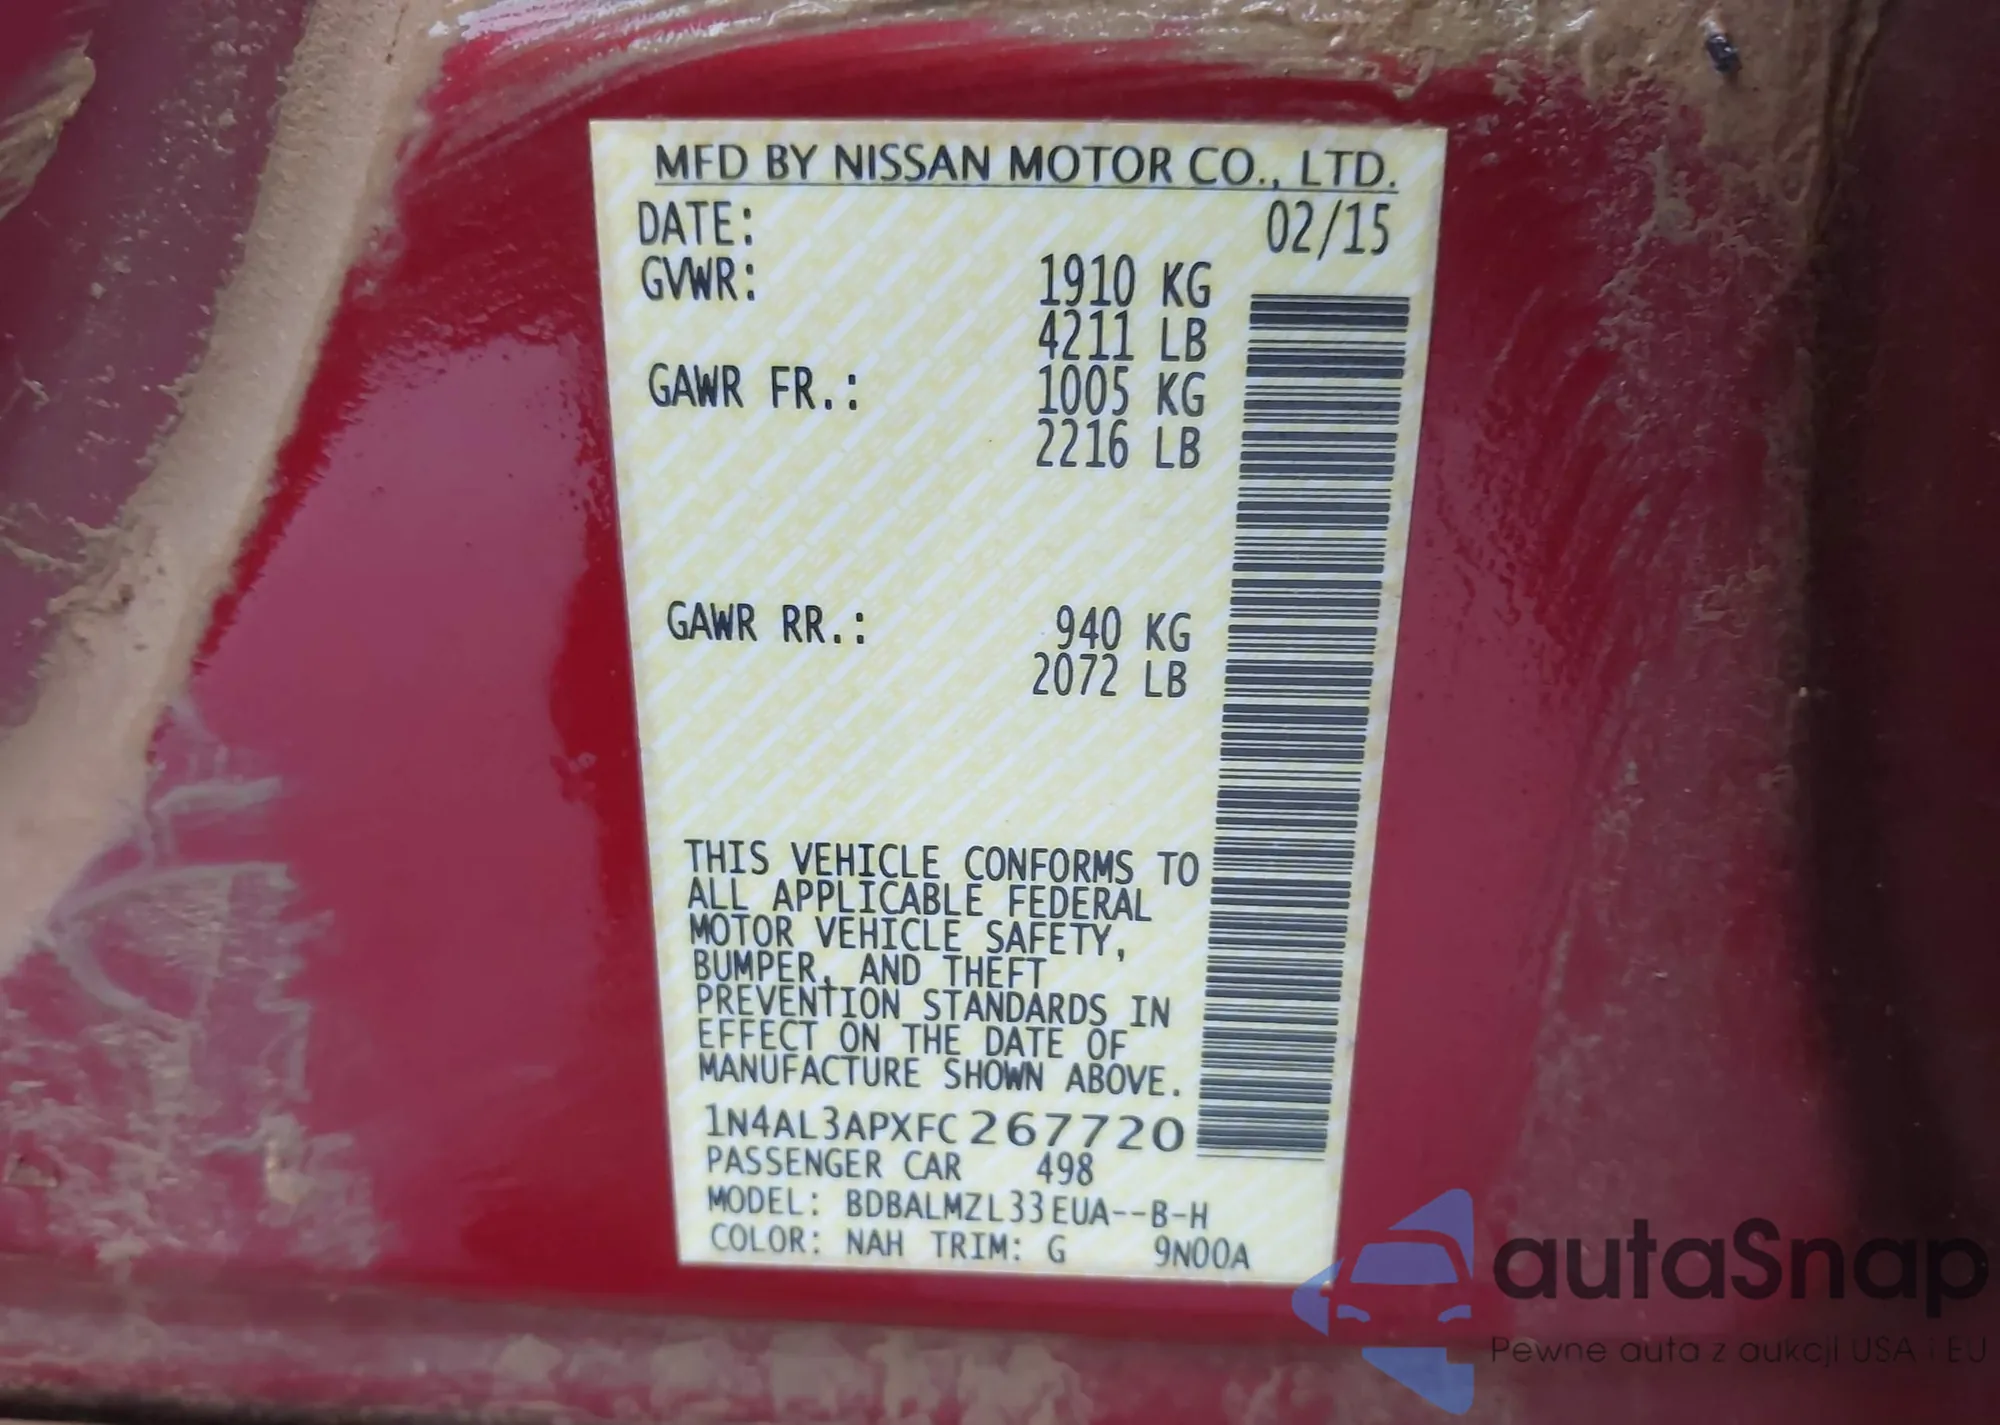 MFD BY NISSAN MOTOR CO., LTD.
DATE: 02/15
GVWR: 1910 KG
4211 LB
GAWR FR.: 1005 KG
2216 LB
GAWR RR.: 940 KG
2072 LB
THIS VEHICLE CONFORMS TO
ALL APPLICABLE FEDERAL
MOTOR VEHICLE SAFETY,
BUMPER, AND THEFT
PREVENTION STANDARDS IN
EFFECT ON THE DATE OF
MANUFACTURE SHOWN ABOVE.
1N4AL3APXFC267720
PASSENGER CAR 498
MODEL: BDBALMZL33EUA--B-H
COLOR: NAH TRIM: G 9N00A
autaSnap
Pewne auta z aukcji USA i EU